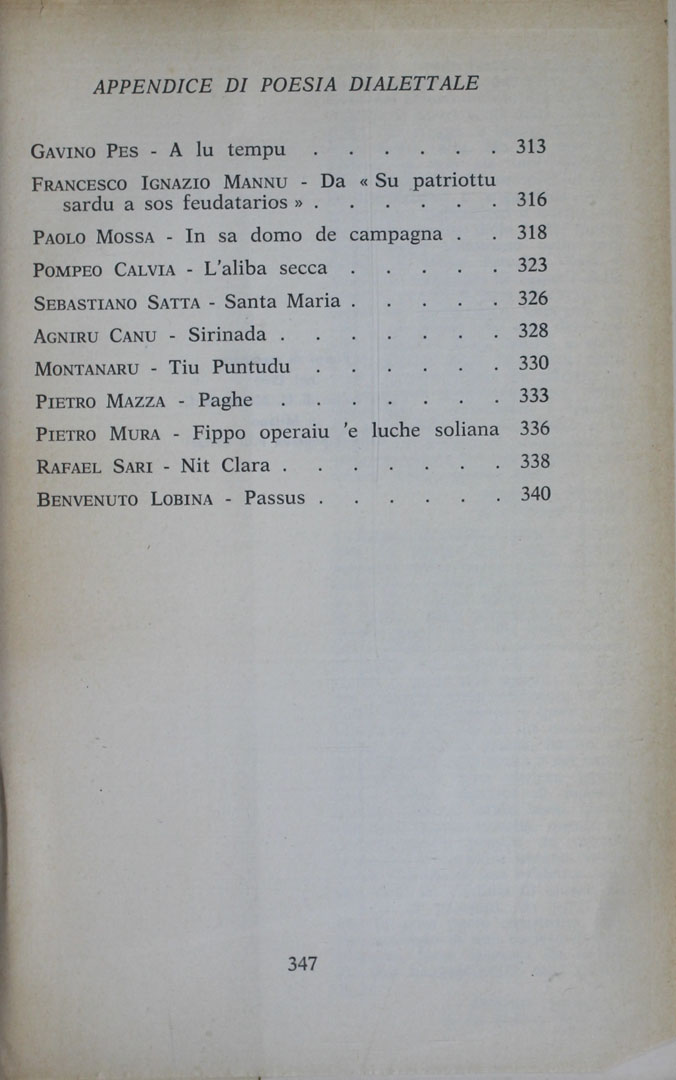 APPENDICE DI POESIA DIALETTALE
GAVINO PES - A lu tempu . . . . . . 313
FRANCESCO IGNAZIO MANNU - Da « Su patriottu
sardu a sos feudatarios » . . . . . . 316
PAOLO MOSSA - In sa domo de campagna . . 318
POMPEO CALVIA - L'aliba secca . . . . . 323
SEBASTIANO SATTA - Santa Maria . . . . . 326
AGNIRU CANU - Sirinada . . . . . . . 328
MONTANARU - Tiu Puntudu . . . . . . 330
PIETRO MAZZA - Paghe . . . . . . . 333
PIETRO MURA - Fippo operaiu 'e luche soliana 336
RAFAEL SARI - Nit Clara . . . . . . . 338
BENVENUTO LOBINA - Passus . . . . . . 340
347